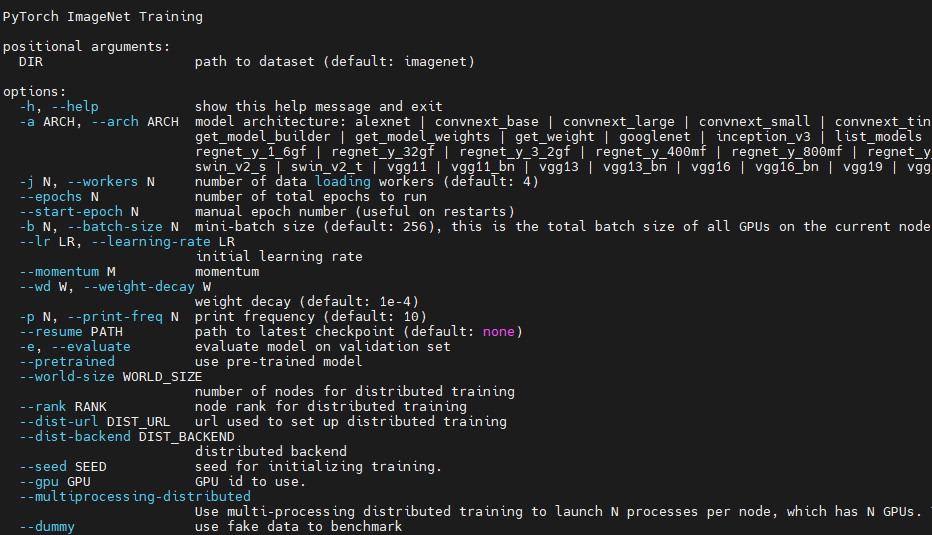 PyTorch ImageNet Training
positional arguments:
DIR path to dataset (default: imagenet)
options:
-h, --help show this help message and exit
-a ARCH, --arch ARCH model architecture: alexnet | convnext_base | convnext_large | convnext_small | convnext_tin
get_model_builder | get_model_weights | get_weight | googlenet | inception_v3 | list_models
regnet_y_1_6gf | regnet_y_32gf | regnet_y_3_2gf | regnet_y_400mf | regnet_y_800mf | regnet_y
swin_v2_s | swin_v2_t | vgg11 | vgg11_bn | vgg13 | vgg13_bn | vgg16 | vgg16_bn | vgg19 | vgg
-j N, --workers N number of data loading workers (default: 4)
--epochs N number of total epochs to run
--start-epoch N manual epoch number (useful on restarts)
-b N, --batch-size N mini-batch size (default: 256), this is the total batch size of all GPUs on the current node
--lr LR, --learning-rate LR
initial learning rate
--momentum M momentum
--wd W, --weight-decay W
weight decay (default: 1e-4)
-p N, --print-freq N print frequency (default: 10)
--resume PATH path to latest checkpoint (default: none)
-e, --evaluate evaluate model on validation set
--pretrained use pre-trained model
--world-size WORLD_SIZE
number of nodes for distributed training
--rank RANK node rank for distributed training
--dist-url DIST_URL url used to set up distributed training
--dist-backend DIST_BACKEND
distributed backend
--seed SEED seed for initializing training.
--gpu GPU GPU id to use.
--multiprocessing-distributed
Use multi-processing distributed training to launch N processes per node, which has N GPUs.
--dummy use fake data to benchmark